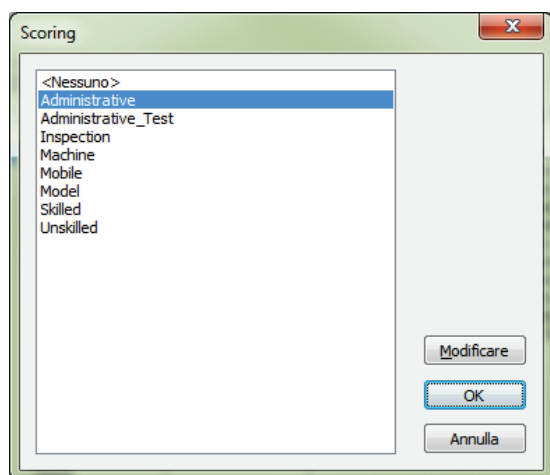 Scoring
<Nessuno>
Administrative
Administrative_Test
Inspection
Machine
Mobile
Model
Skilled
Unskilled
Modificare
OK
Annulla